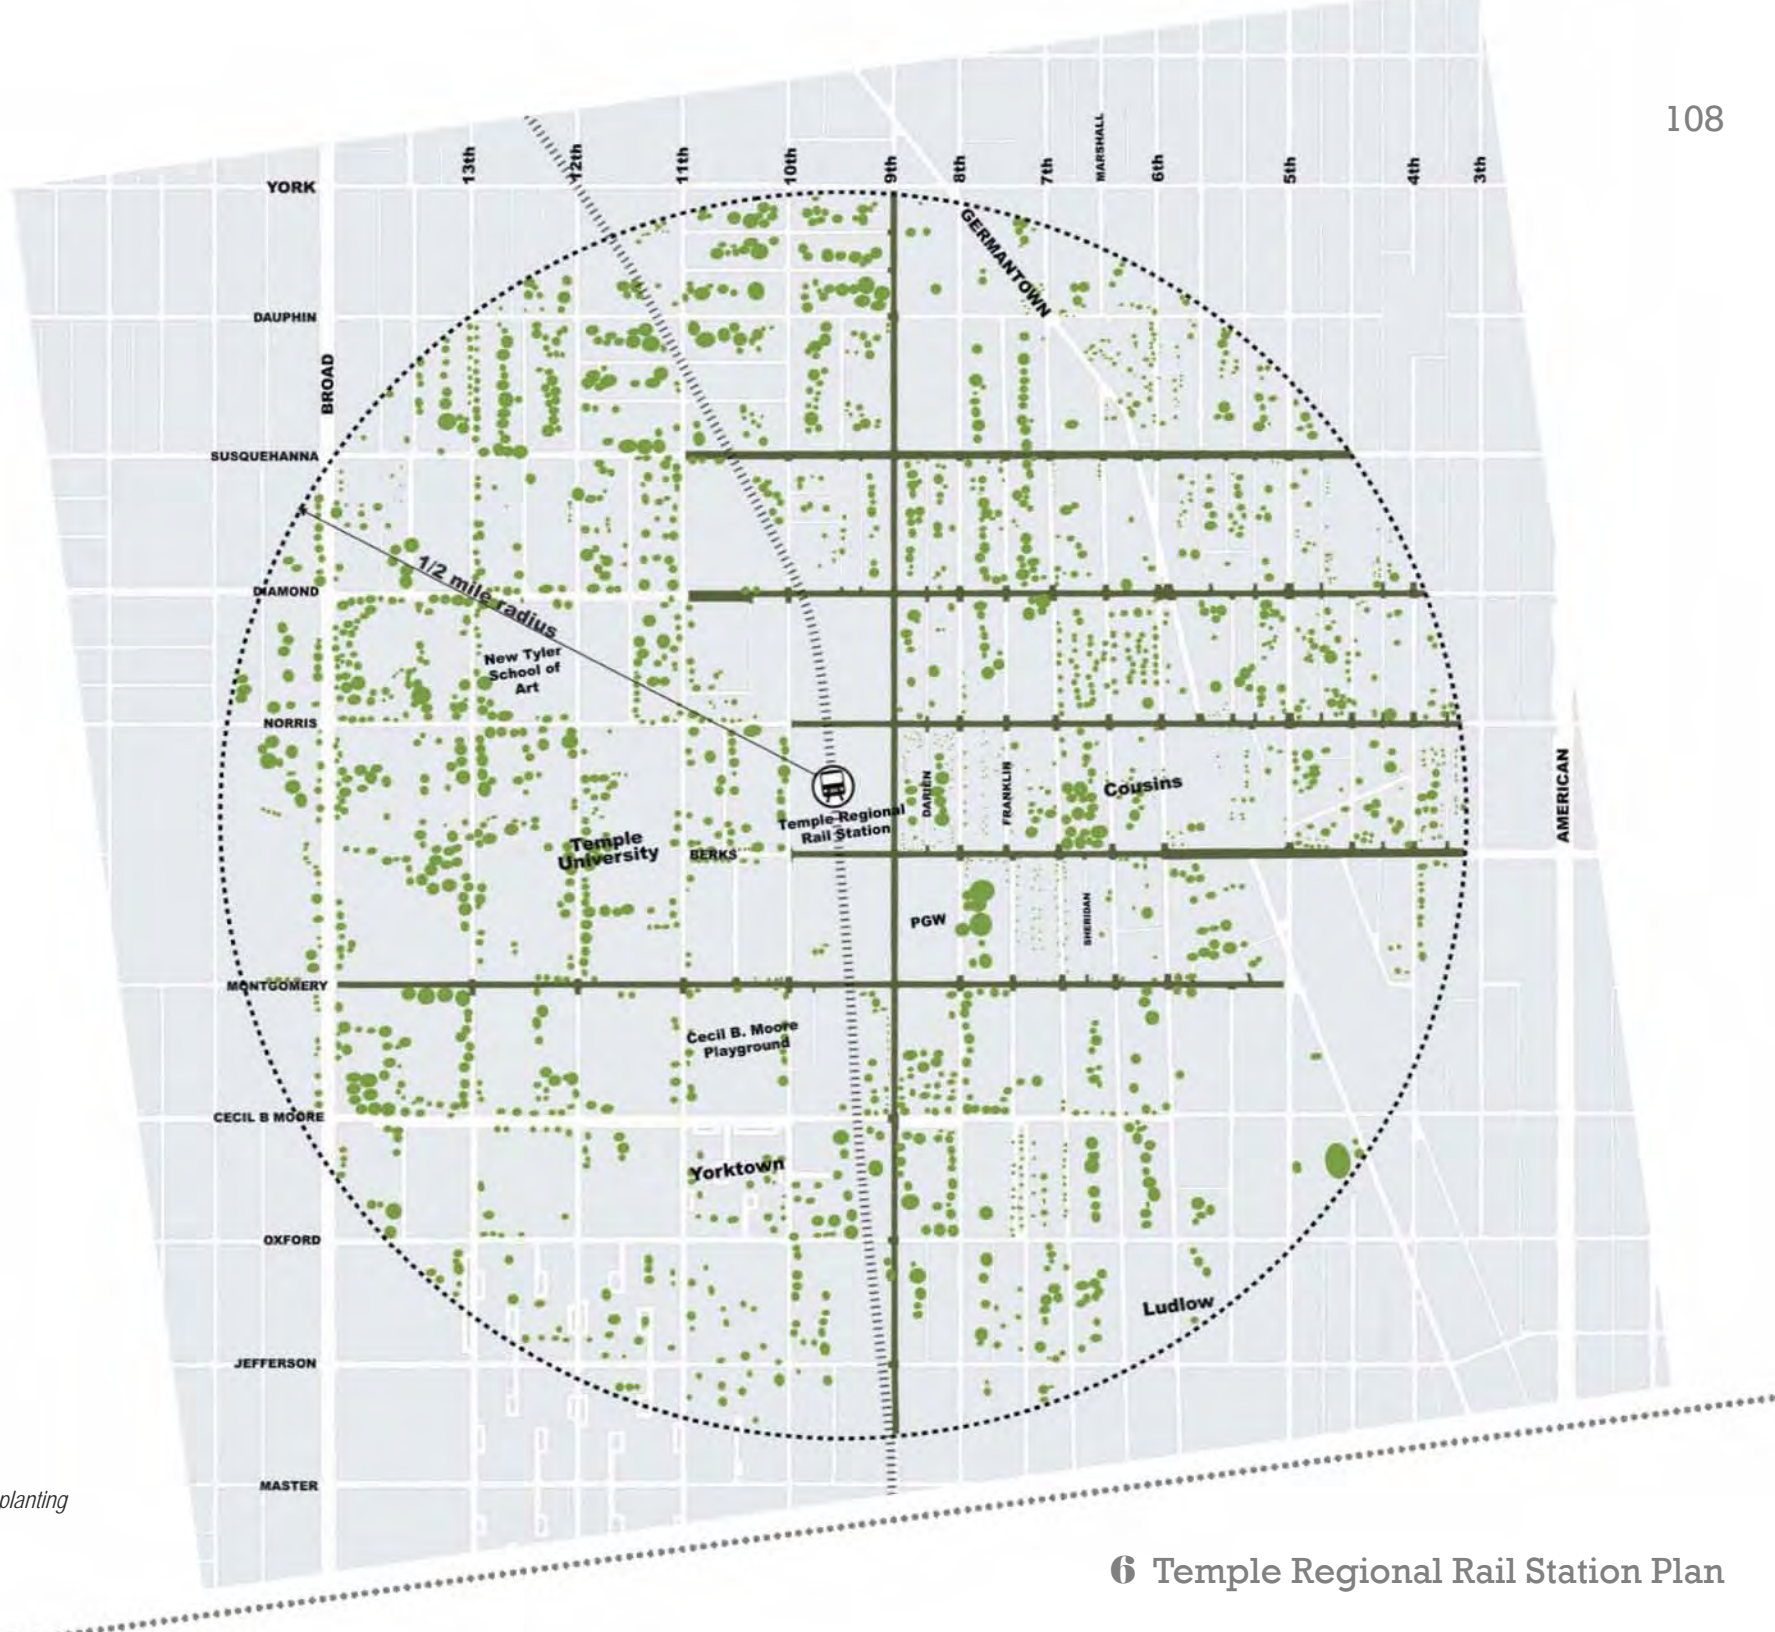 108
13th
12th
11th
10th
9th
8th
7th
MARSHALL
6th
5th
4th
3th
YORK
GERMANTOWN
DAUPHIN
BROAD
SUSQUEHANNA
1/2 mile radius
DIAMOND
New Tyler
School of
Art
NORRIS
DARIEN
FRANKLIN
Cousins
AMERICAN
Temple Regional
Rail Station
Temple
University
BERKS
PGW
SHERIDAN
MONTGOMERY
Cecil B. Moore
Playground
CECIL B MOORE
Yorktown
OXFORD
Ludlow
JEFFERSON
MASTER
planting
6 Temple Regional Rail Station Plan